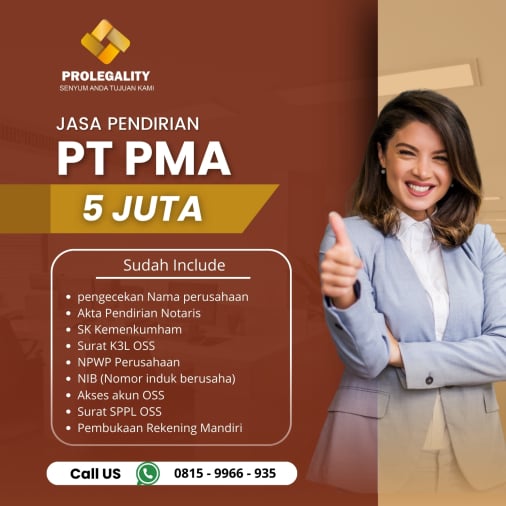 PROLEGALITY
SENYUM ANDA TUJUAN KAMI
JASA PENDIRIAN
PT PMA
5 JUTA
Sudah Include
pengecekan Nama perusahaan
Akta Pendirian Notaris
SK Kemenkumham
Surat K3L OSS
NPWP Perusahaan
NIB (Nomor induk berusaha)
Akses akun OSS
Surat SPPL OSS
Pembukaan Rekening Mandiri
Call US 0815 - 9966 - 935